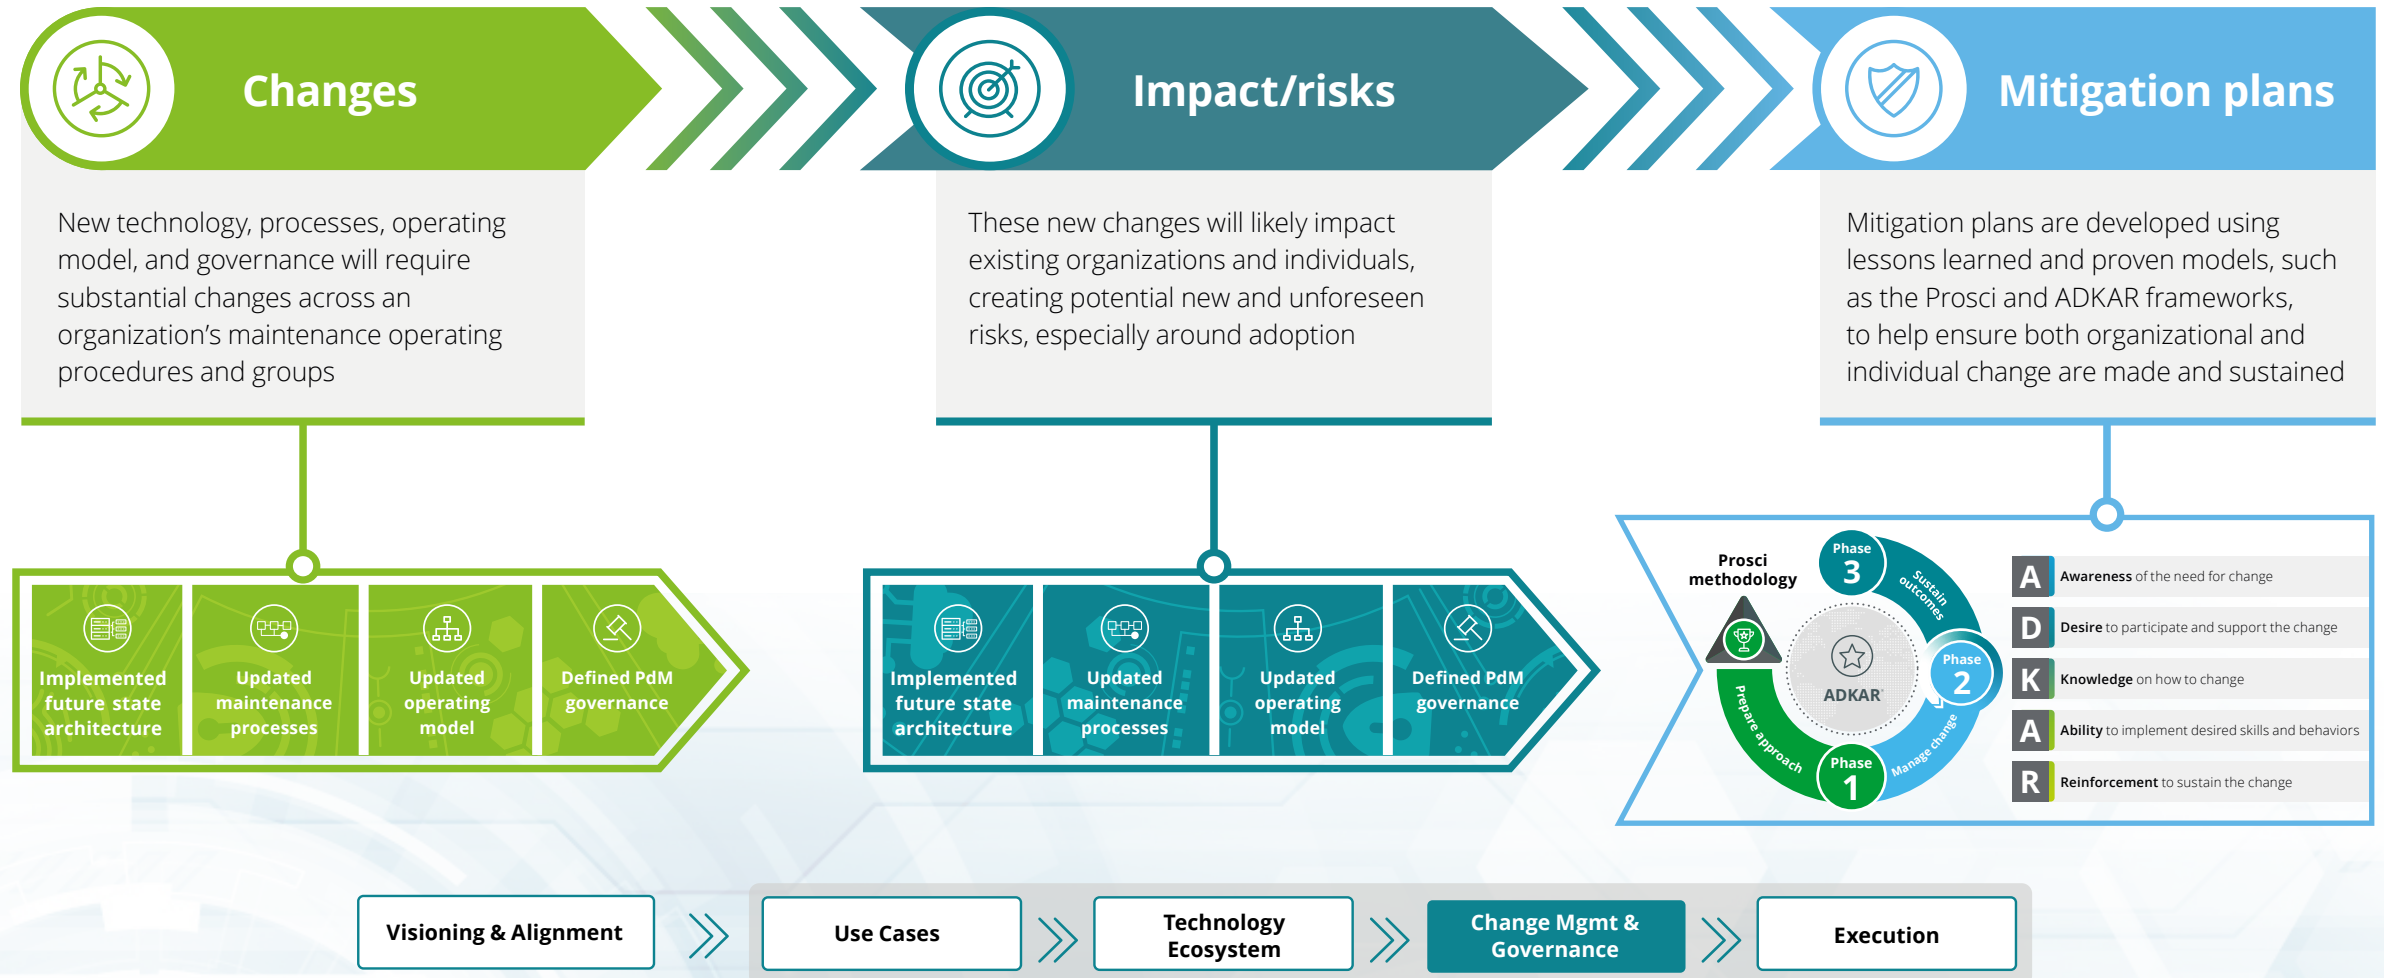 Changes
New technology, processes, operating
model, and governance will require
substantial changes across an
organization’s maintenance operating
procedures and groups
Implemented
future state
architecture
Updated
maintenance
processes
Updated
operating
model
Defined PdM
governance
Impact/risks
These new changes will likely impact
existing organizations and individuals,
creating potential new and unforeseen
risks, especially around adoption
Implemented
future state
architecture
Updated
maintenance
processes
Updated
operating
model
Defined PdM
governance
Mitigation plans
Mitigation plans are developed using
lessons learned and proven models, such
as the Prosci and ADKAR frameworks,
to help ensure both organizational and
individual change are made and sustained
Prosci
methodology
Phase
3
Sustain
outcomes
Phase
2
Manage change
Phase
1
Prepare approach
ADKAR
A Awareness of the need for change
D Desire to participate and support the change
K Knowledge on how to change
A Ability to implement desired skills and behaviors
R Reinforcement to sustain the change
Visioning & Alignment
Use Cases
Technology
Ecosystem
Change Mgmt &
Governance
Execution